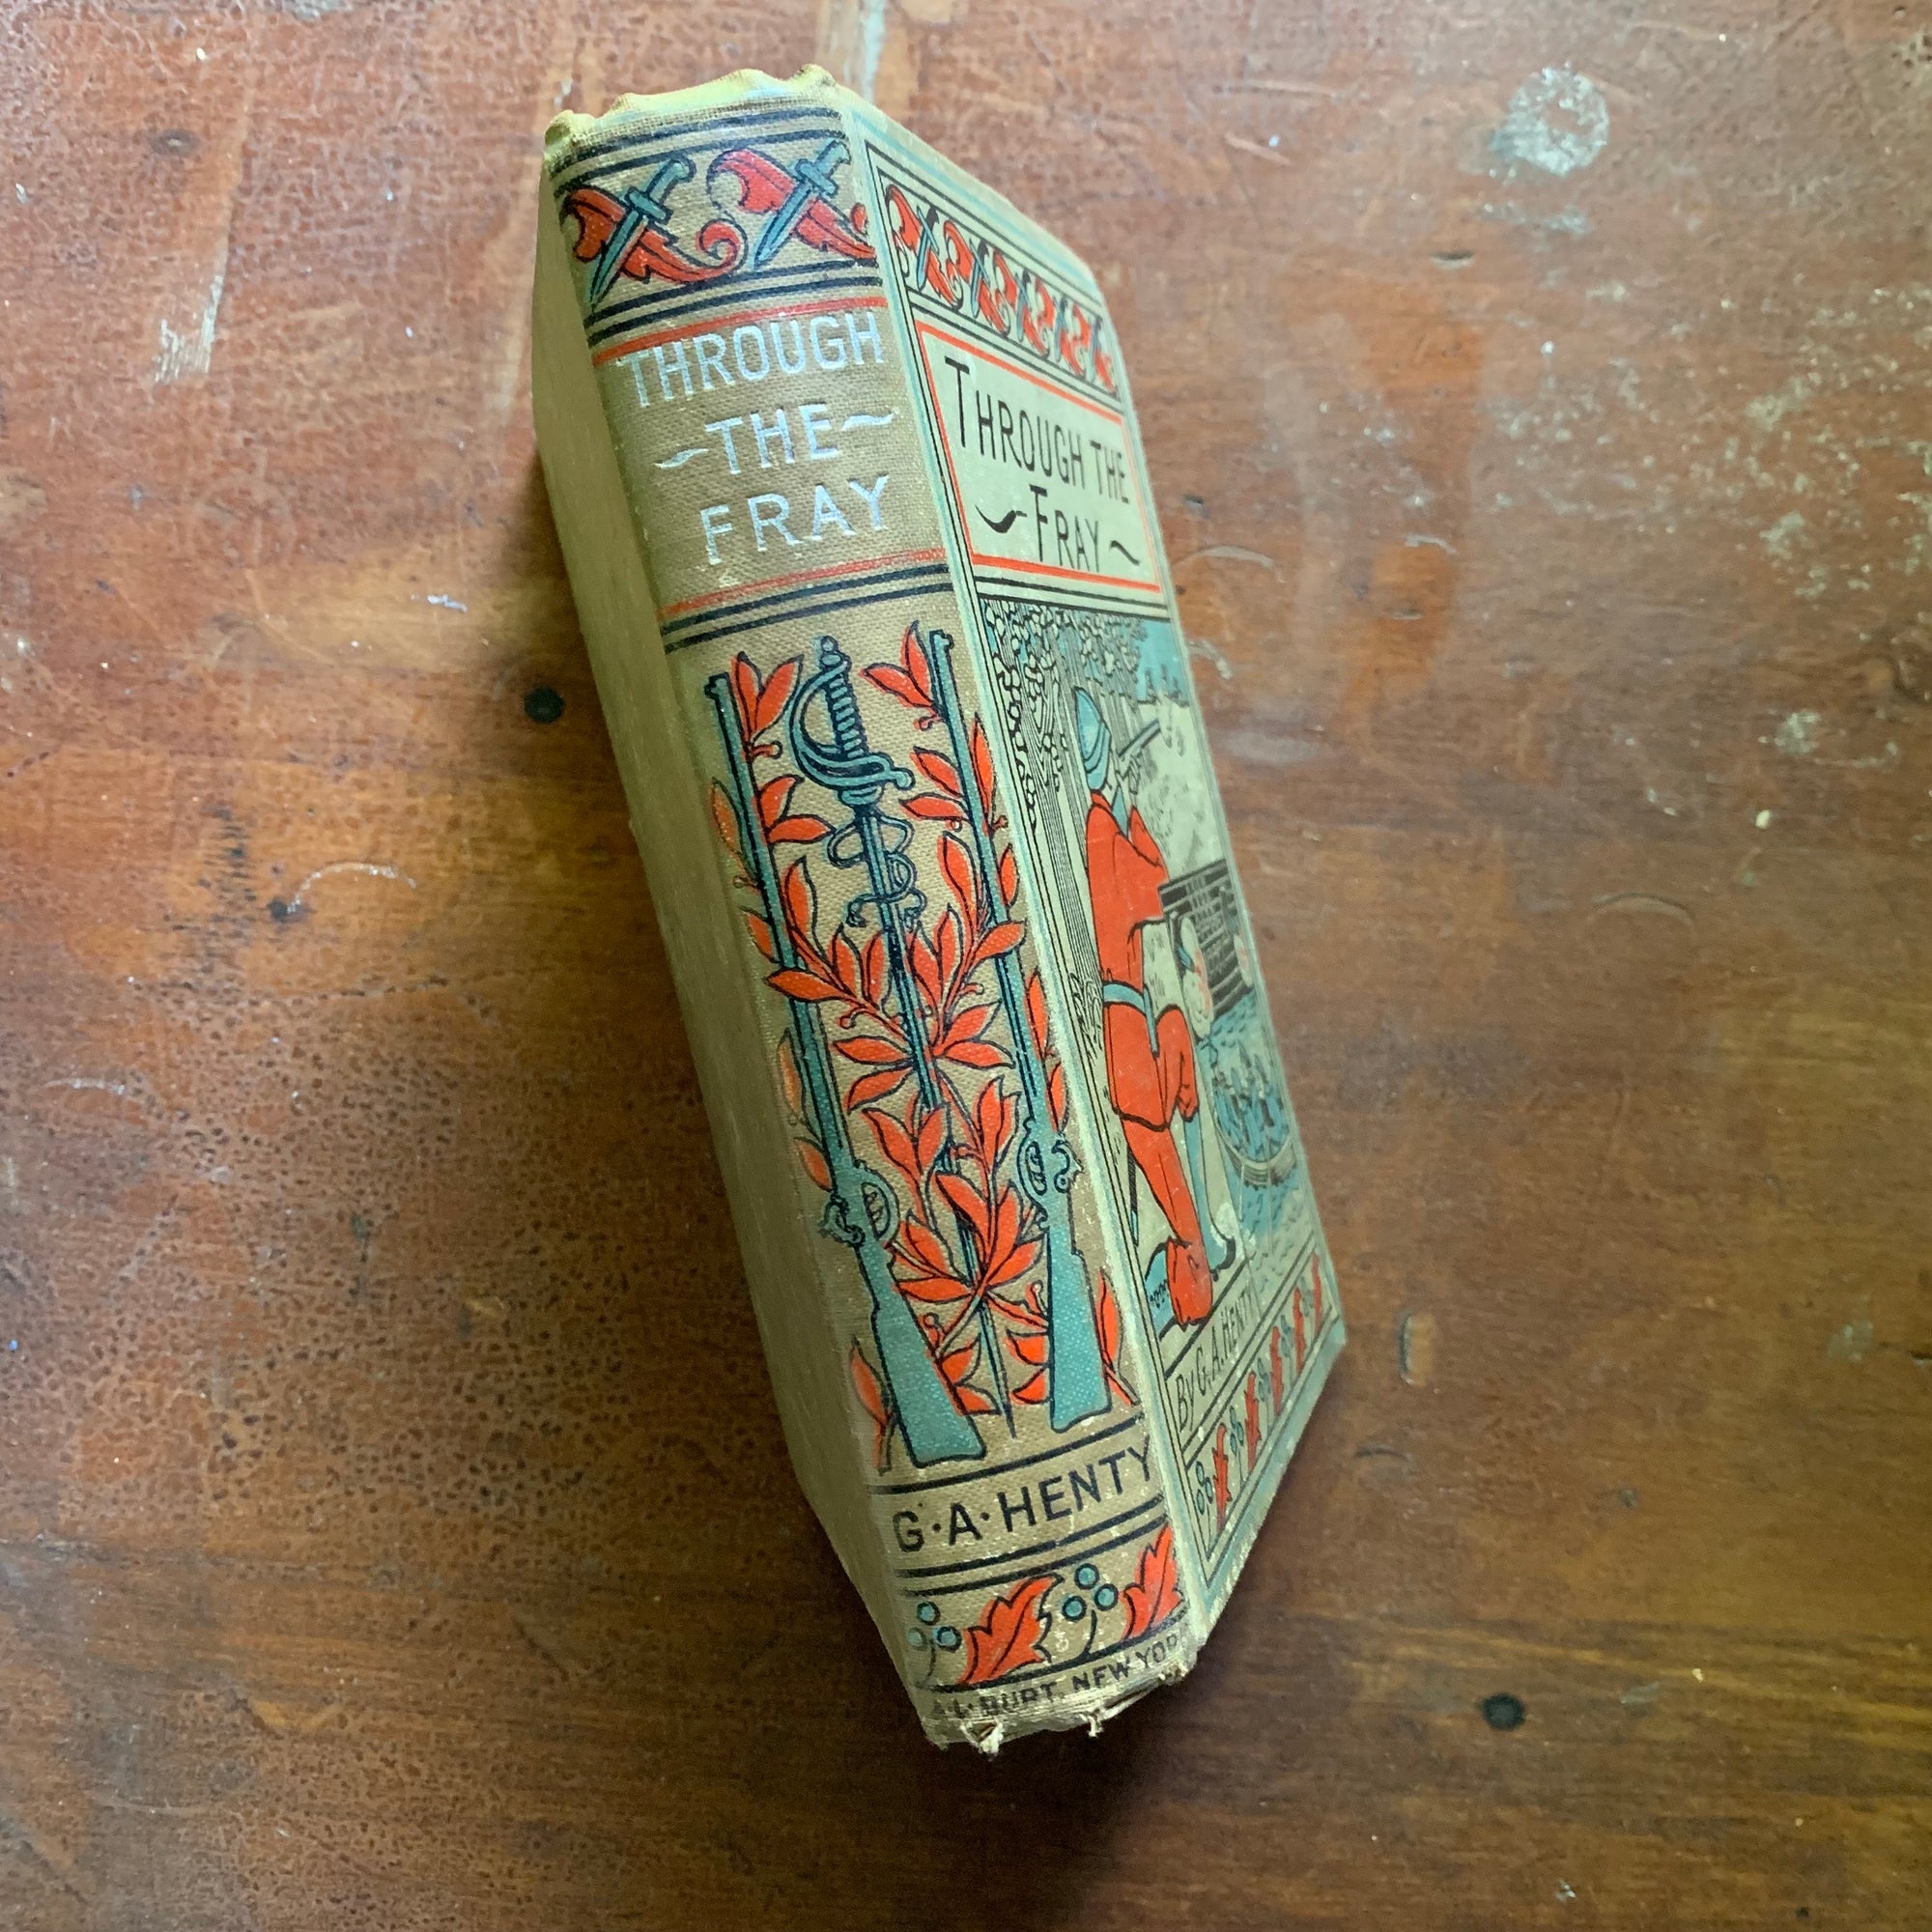 THROUGH
~THE~
FRAY
G·A·HENTY
A·L·BURT, NEW YORK
THROUGH THE
~FRAY~
By G.A.HENTY